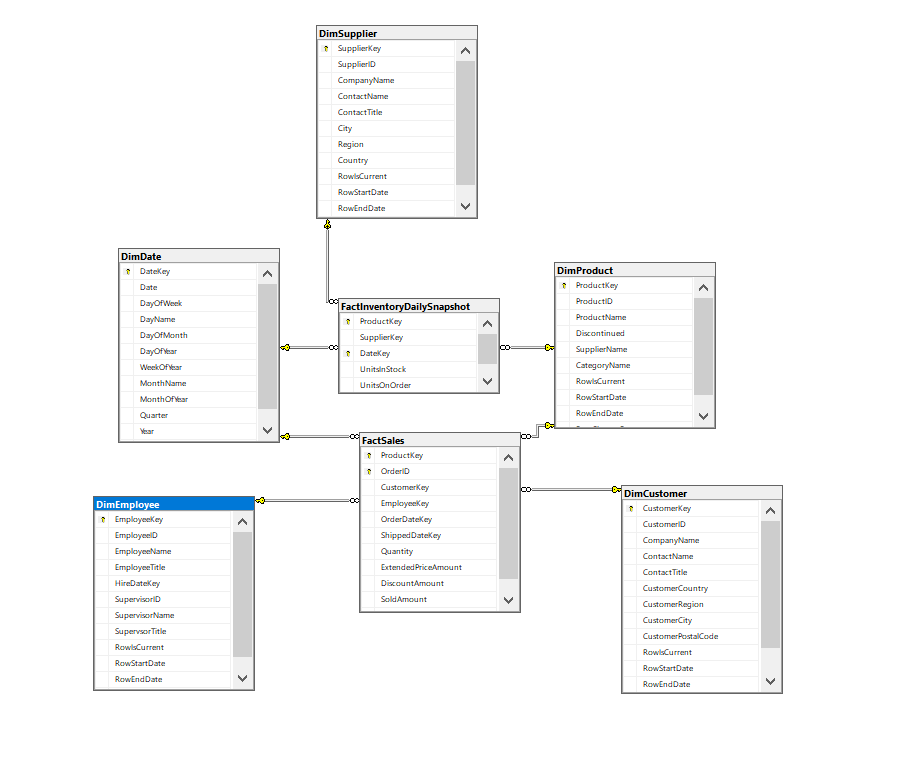 DimSupplier
SupplierKey
SupplierID
CompanyName
ContactName
ContactTitle
City
Region
Country
RowIsCurrent
RowStartDate
RowEndDate
DimDate
DateKey
Date
DayOfWeek
DayName
DayOfMonth
DayOfYear
WeekOfYear
MonthName
MonthOfYear
Quarter
Year
FactInventoryDailySnapshot
ProductKey
SupplierKey
DateKey
UnitsInStock
UnitsOnOrder
DimProduct
ProductKey
ProductID
ProductName
Discontinued
SupplierName
CategoryName
RowIsCurrent
RowStartDate
RowEndDate
FactSales
ProductKey
OrderID
CustomerKey
EmployeeKey
OrderDateKey
ShippedDateKey
Quantity
ExtendedPriceAmount
DiscountAmount
SoldAmount
DimEmployee
EmployeeKey
EmployeeID
EmployeeName
EmployeeTitle
HireDateKey
SupervisorID
SupervisorName
SupervsorTitle
RowIsCurrent
RowStartDate
RowEndDate
DimCustomer
CustomerKey
CustomerID
CompanyName
ContactName
ContactTitle
CustomerCountry
CustomerRegion
CustomerCity
CustomerPostalCode
RowIsCurrent
RowStartDate
RowEndDate